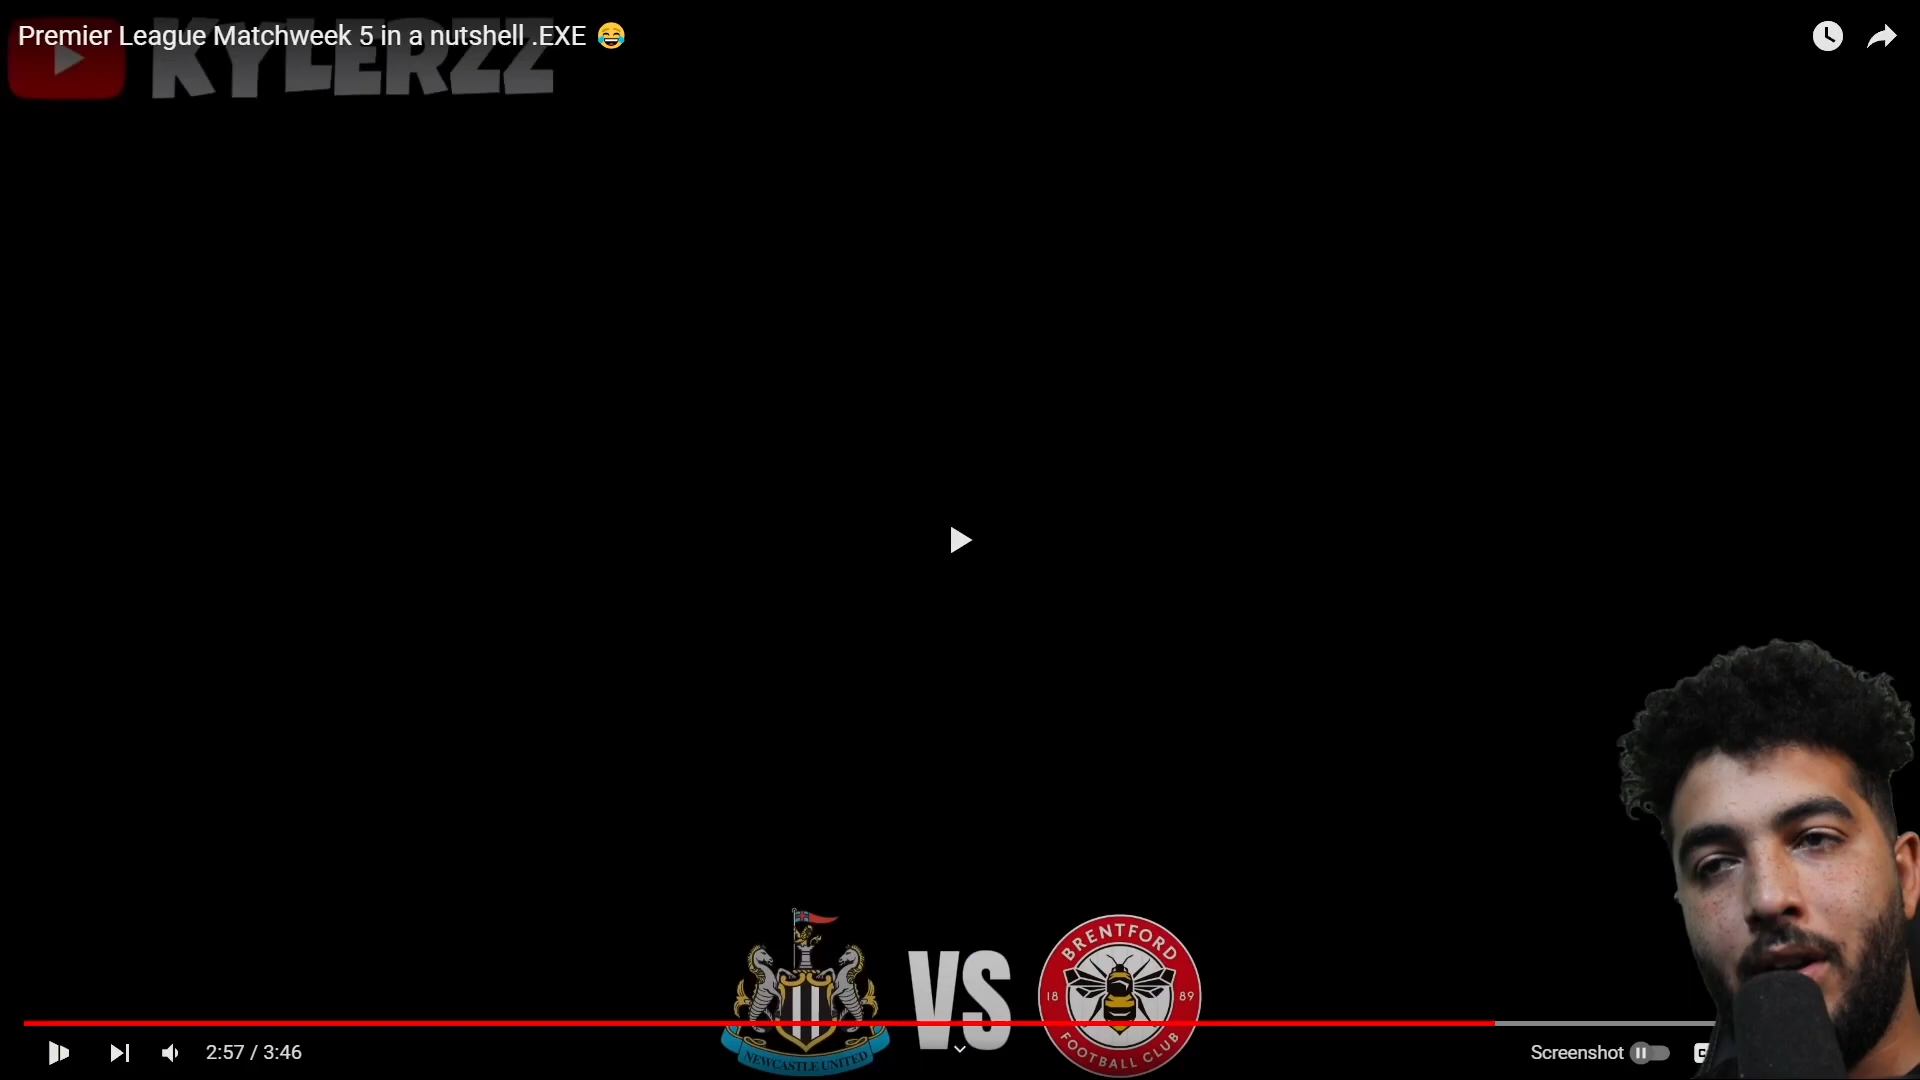 Premier League Matchweek 5 in a nutshell .EXE 😂
KYLERZZ
NEWCASTLE UNITED
VS
BRENTFORD
18 89
FOOTBALL CLUB
2:57 / 3:46
Screenshot